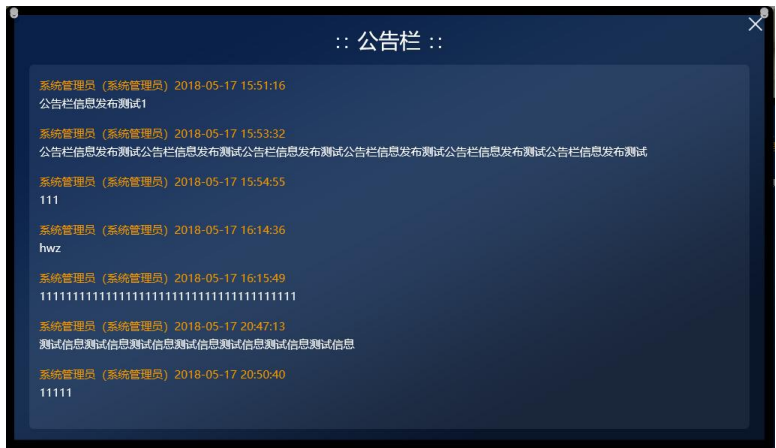 :: 公告栏 ::
系统管理员 (系统管理员) 2018-05-17 15:51:16
公告栏信息发布测试1
系统管理员 (系统管理员) 2018-05-17 15:53:32
公告栏信息发布测试公告栏信息发布测试公告栏信息发布测试公告栏信息发布测试公告栏信息发布测试公告栏信息发布测试
系统管理员 (系统管理员) 2018-05-17 15:54:55
111
系统管理员 (系统管理员) 2018-05-17 16:14:36
hwz
系统管理员 (系统管理员) 2018-05-17 16:15:49
11111111111111111111111111111111111111
系统管理员 (系统管理员) 2018-05-17 20:47:13
测试信息测试信息测试信息测试信息测试信息测试信息测试信息
系统管理员 (系统管理员) 2018-05-17 20:50:40
11111